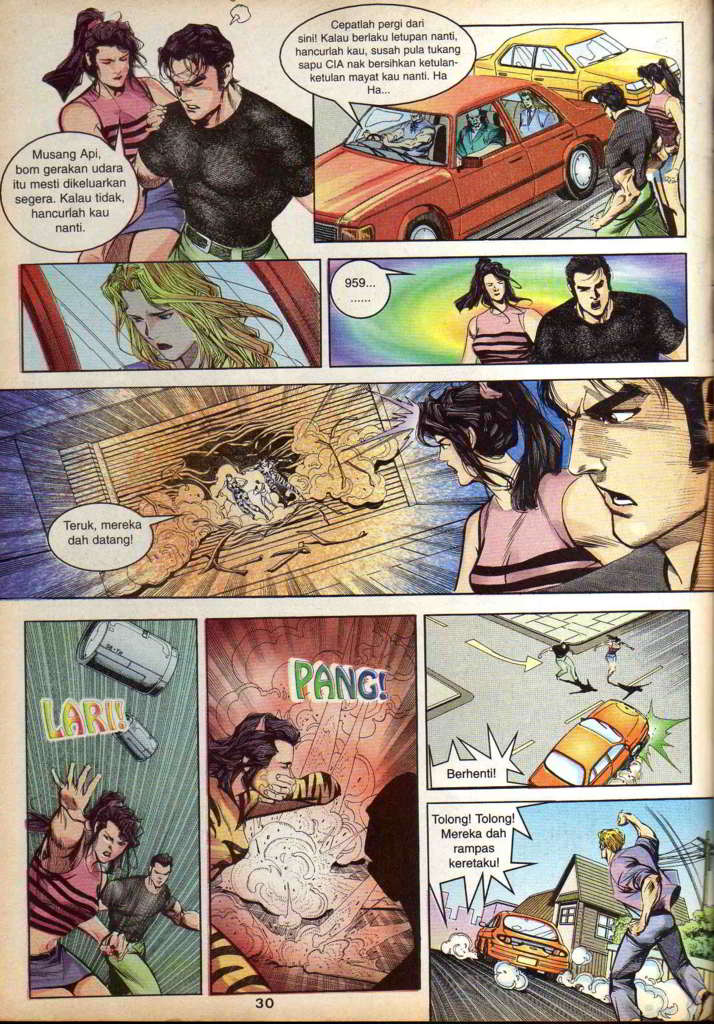 Cepatlah pergi dari
sini! Kalau berlaku letupan nanti,
hancurlah kau, susah pula tukang
sapu CIA nak bersihkan ketulan-
ketulan mayat kau nanti. Ha
Ha...
Musang Api,
bom gerakan udara
itu mesti dikeluarkan
segera. Kalau tidak,
hancurlah kau
nanti.
959...
......
Teruk, mereka
dah datang!
LARI!
PANG!
Berhenti!
Tolong! Tolong!
Mereka dah
rampas
keretaku!
30